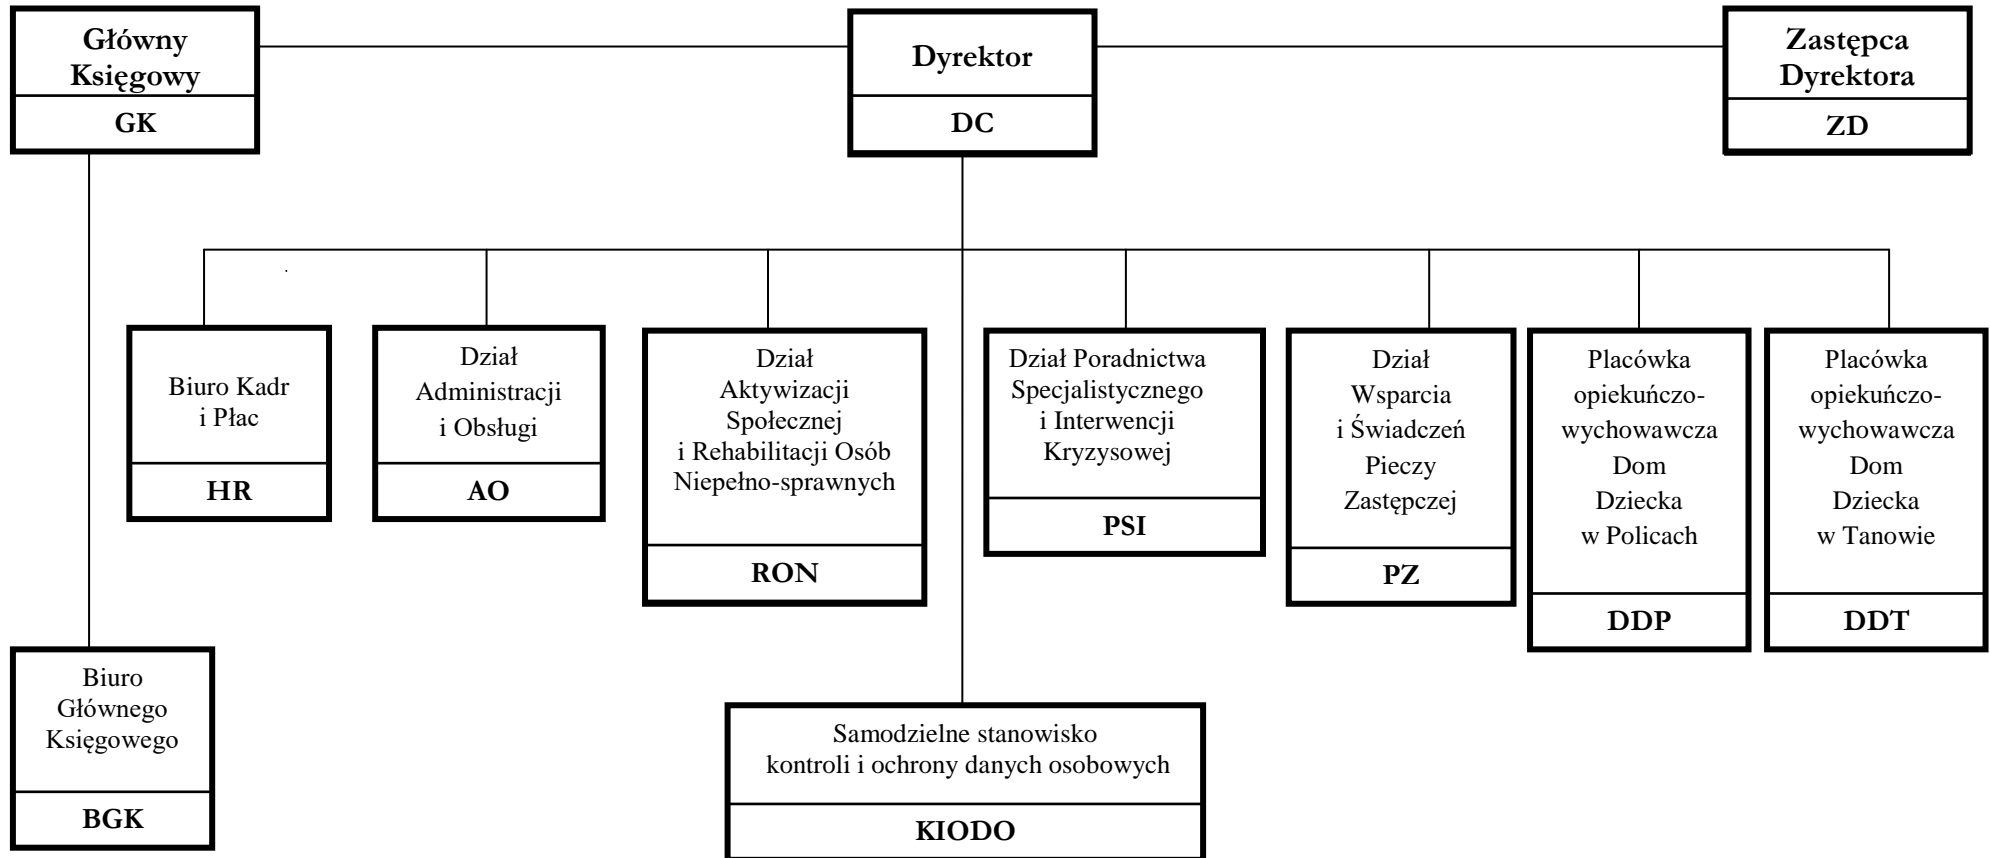 Główny
Księgowy
GK
Dyrektor
DC
Zastępca
Dyrektora
ZD
Biuro Kadr
i Płac
HR
Dział
Administracji
i Obsługi
AO
Dział
Aktywizacji
Społecznej
i Rehabilitacji Osób
Niepełno-sprawnych
RON
Dział Poradnictwa
Specjalistycznego
i Interwencji
Kryzysowej
PSI
Dział
Wsparcia
i Świadczeń
Pieczy
Zastępczej
PZ
Placówka
opiekuńczo-
wychowawcza
Dom
Dziecka
w Policach
DDP
Placówka
opiekuńczo-
wychowawcza
Dom
Dziecka
w Tanowie
DDT
Biuro
Głównego
Księgowego
BGK
Samodzielne stanowisko
kontroli i ochrony danych osobowych
KIODO